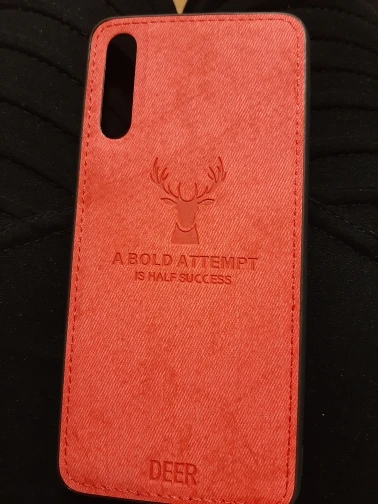 A BOLD ATTEMPT
IS HALF SUCCESS
DEER